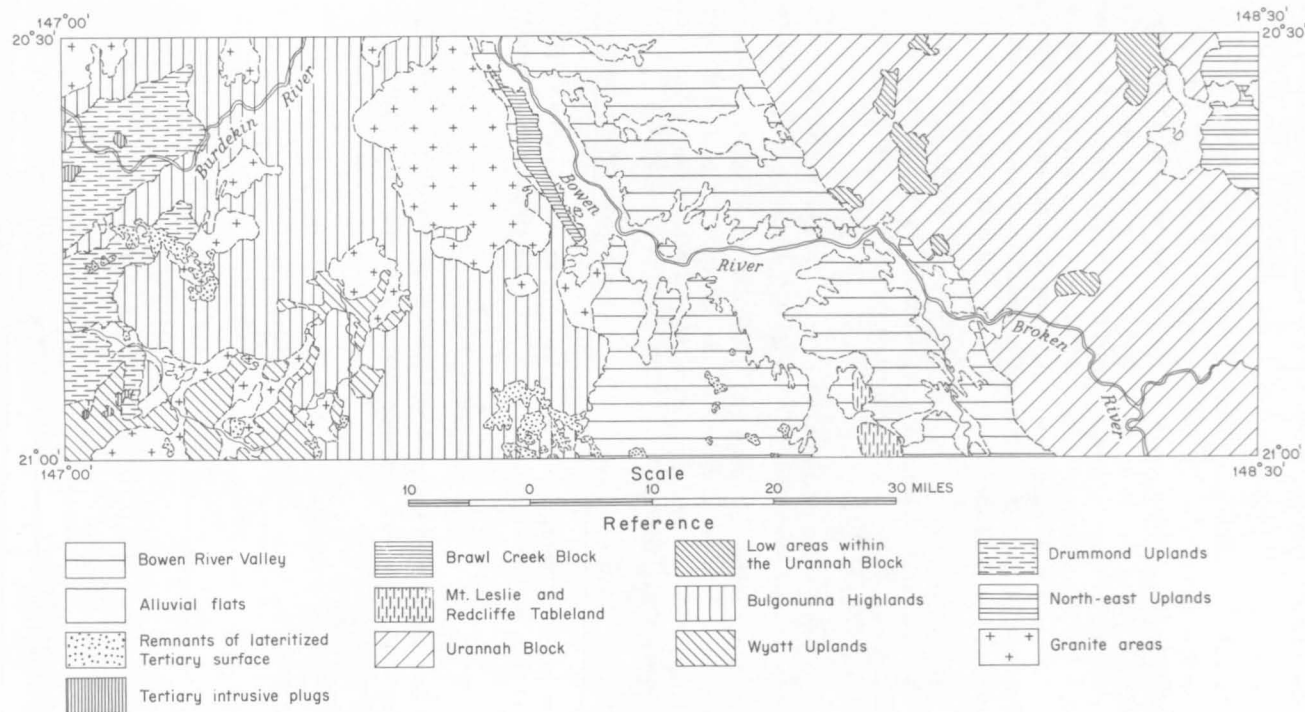 147°00'
148°30'
20°30'
20°30'
Burdekin River
Bowen
River
Broken
River
21°00'
21°00'
147°00'
148°30'
Scale
10 0 10 20 30 MILES
Reference
Bowen River Valley
Brawl Creek Block
Low areas within
the Urannah Block
Drummond Uplands
Alluvial flats
Mt. Leslie and
Redcliffe Tableland
Bulgonunna Highlands
North-east Uplands
Remnants of lateritized
Tertiary surface
Urannah Block
Wyatt Uplands
Granite areas
Tertiary intrusive plugs